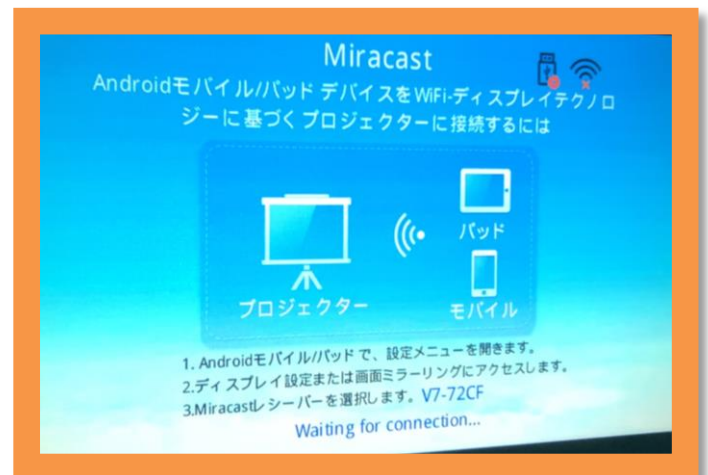 Miracast
Androidモバイル/パッド デバイスをWiFi-ディスプレイテクノロ
ジーに基づくプロジェクターに接続するには
パッド
プロジェクター
モバイル
1. Androidモバイル/パッドで、設定メニューを開きます。
2.ディスプレイ設定または画面ミラーリングにアクセスします。
3.Miracastレシーバーを選択します。V7-72CF
Waiting for connection...